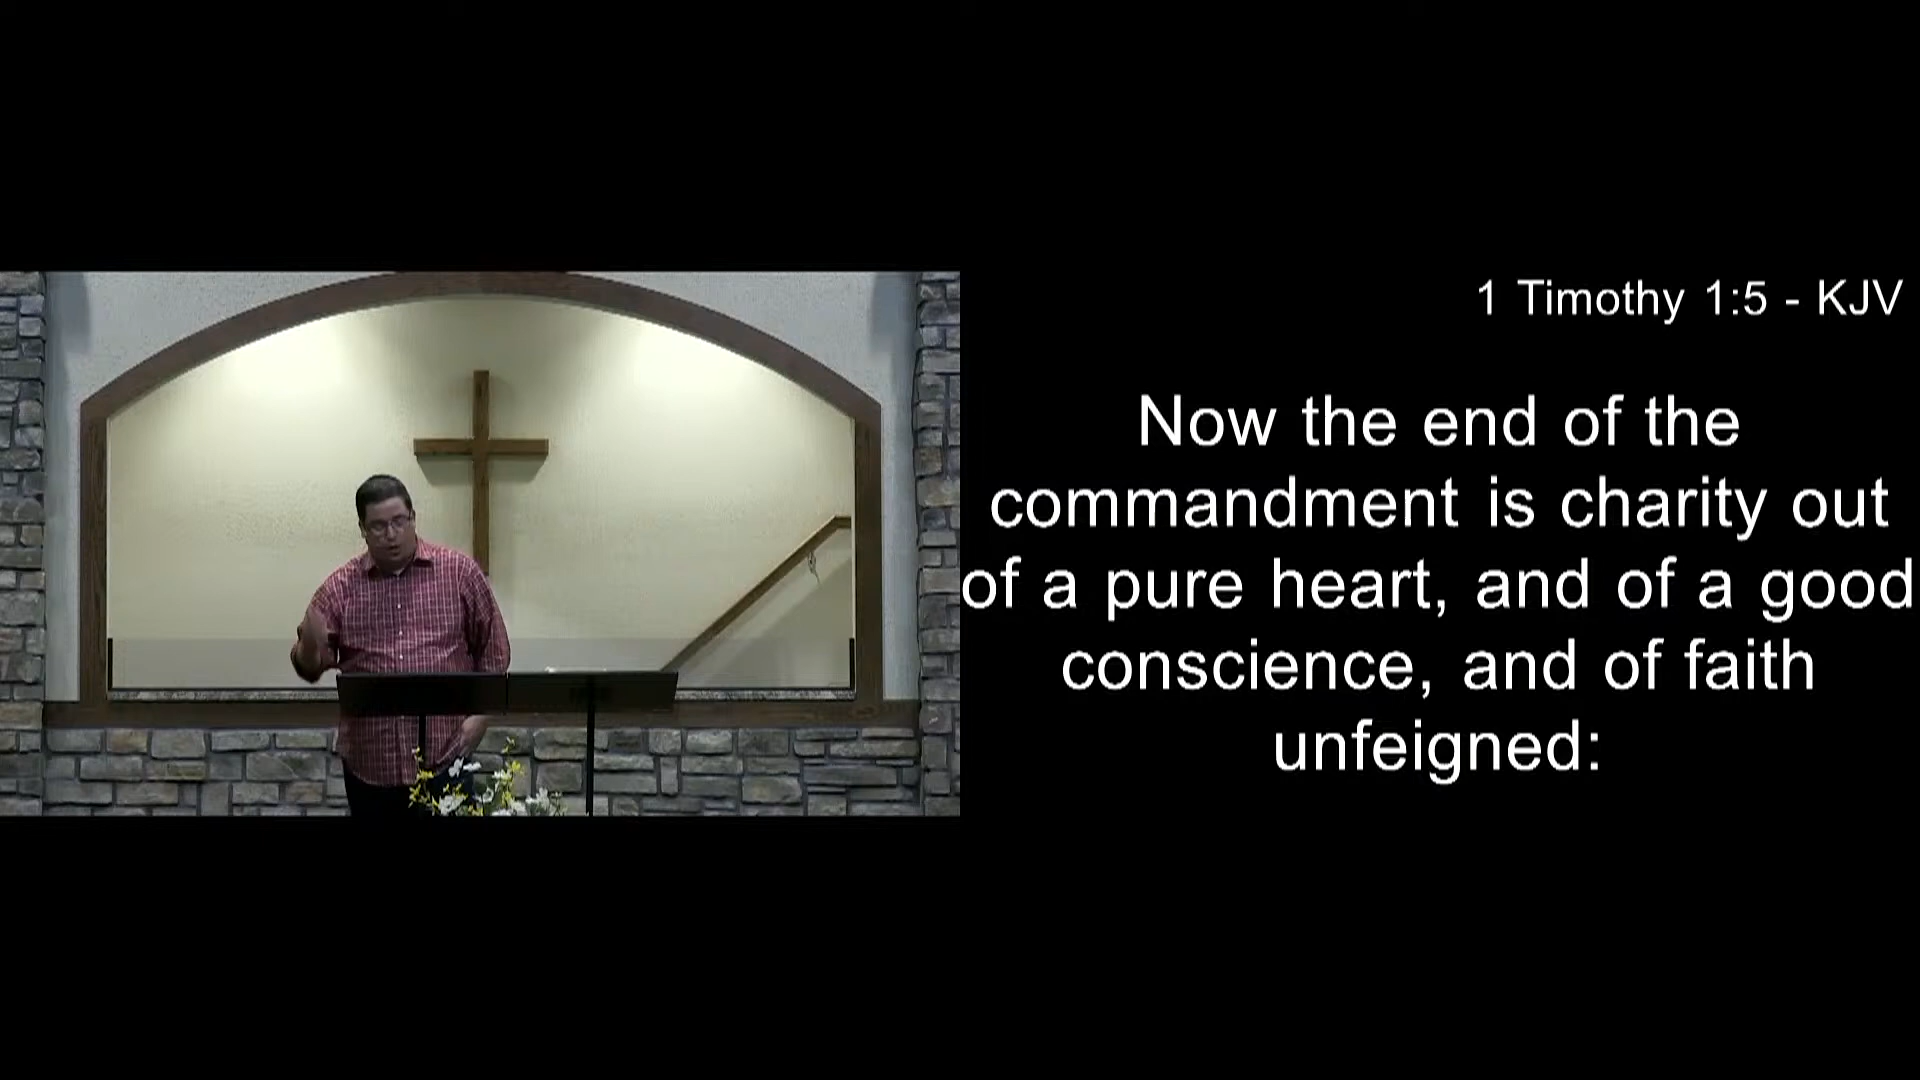 1 Timothy 1:5 - KJV
Now the end of the
commandment is charity out
of a pure heart, and of a good
conscience, and of faith
unfeigned: